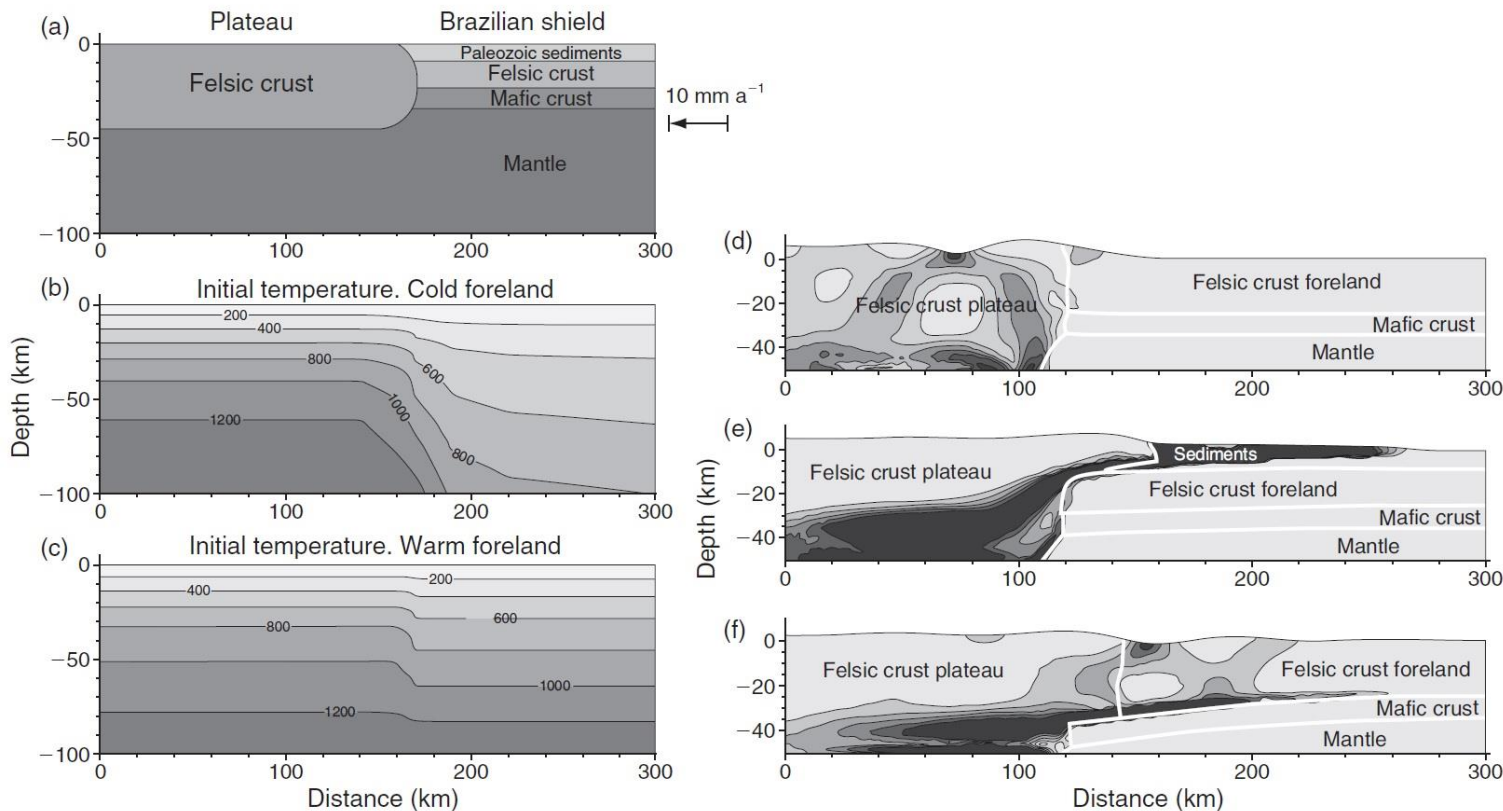 (a)
Plateau
Brazilian shield
0
−50
−100
Felsic crust
Paleozoic sediments
Felsic crust
Mafic crust
Mantle
10 mm a⁻¹
0
100
200
300
(b)
Initial temperature. Cold foreland
0
−50
−100
200
400
800
600
1000
1200
800
0
100
200
300
Depth (km)
(c)
Initial temperature. Warm foreland
0
−50
−100
200
400
600
800
1000
1200
0
100
200
300
Distance (km)
(d)
0
−20
−40
Felsic crust plateau
Felsic crust foreland
Mafic crust
Mantle
0
100
200
300
(e)
0
−20
−40
Sediments
Felsic crust plateau
Felsic crust foreland
Mafic crust
Mantle
0
100
200
300
Depth (km)
(f)
0
−20
−40
Felsic crust plateau
Felsic crust foreland
Mafic crust
Mantle
0
100
200
300
Distance (km)